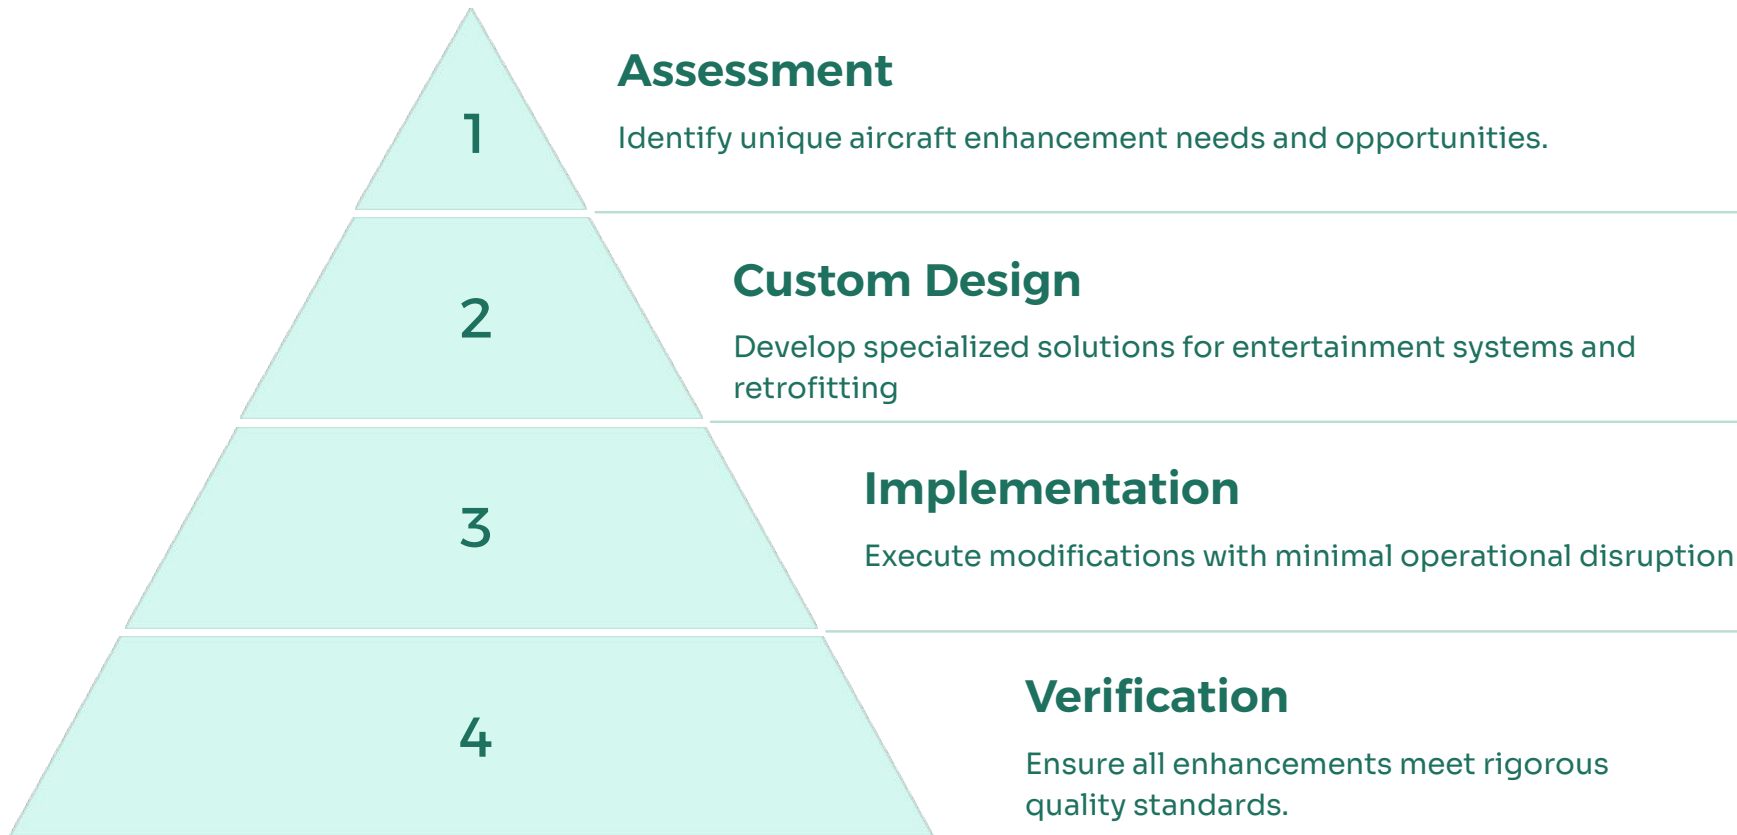 1
Assessment
Identify unique aircraft enhancement needs and opportunities.
2
Custom Design
Develop specialized solutions for entertainment systems and
retrofitting
3
Implementation
Execute modifications with minimal operational disruption
4
Verification
Ensure all enhancements meet rigorous
quality standards.